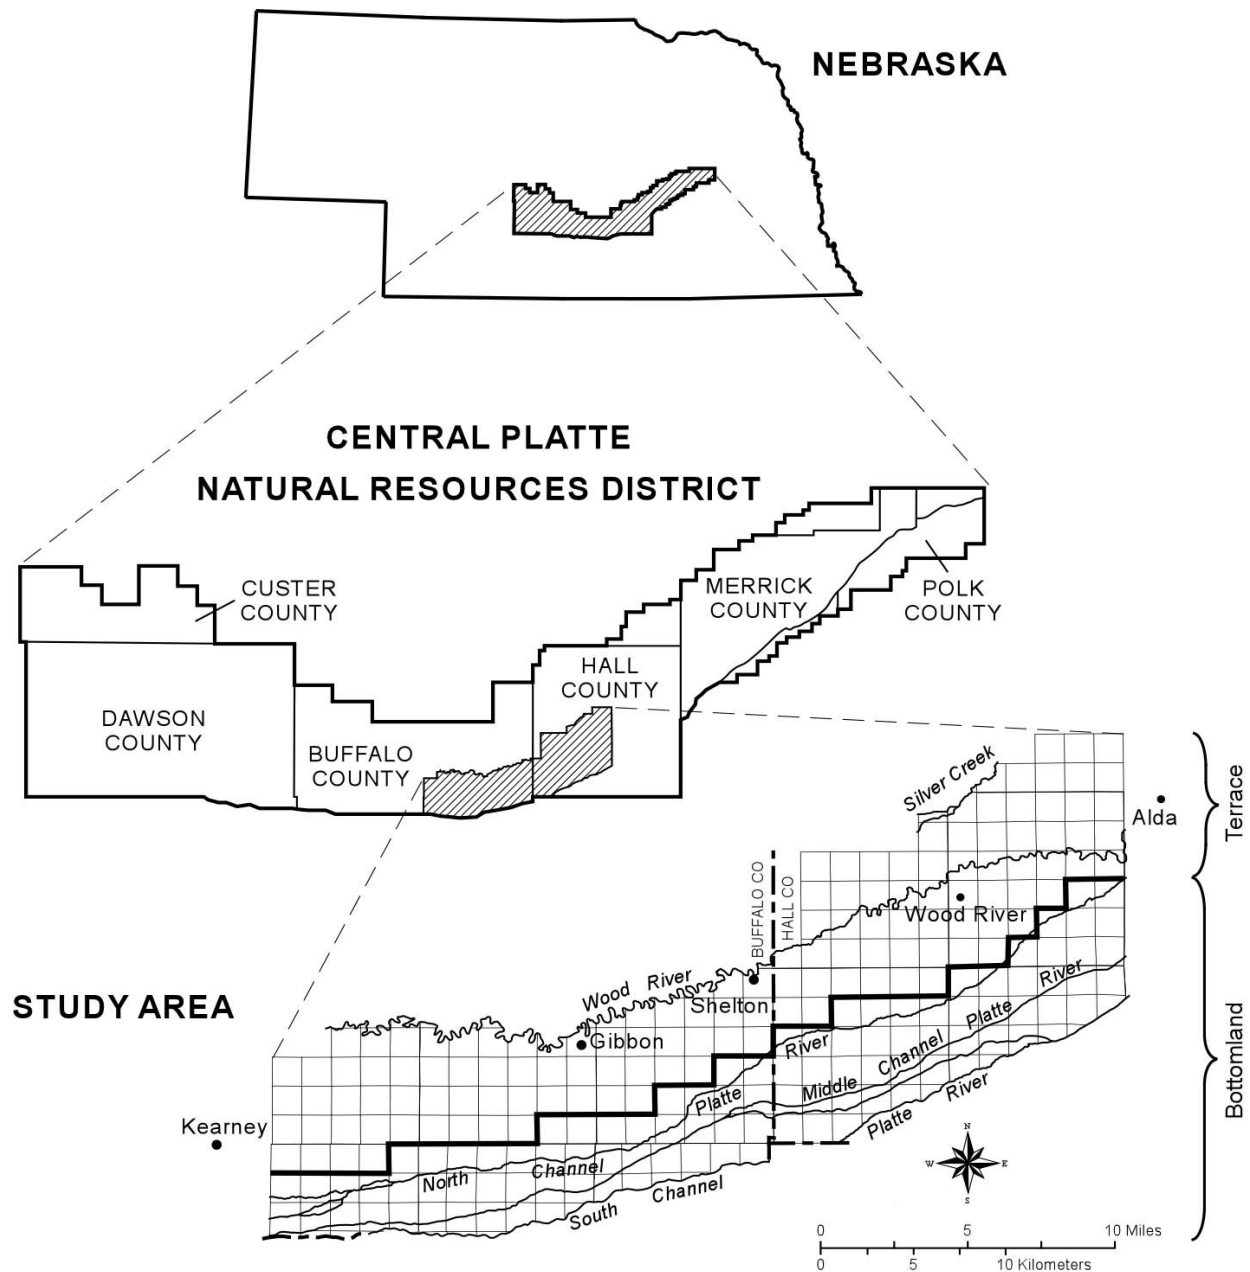 NEBRASKA
CENTRAL PLATTE
NATURAL RESOURCES DISTRICT
CUSTER
COUNTY
MERRICK
COUNTY
POLK
COUNTY
HALL
COUNTY
DAWSON
COUNTY
BUFFALO
COUNTY
Silver Creek
Alda
Terrace
BUFFALO CO
HALL CO
Wood River
Wood River
Shelton
STUDY AREA
Gibbon
Kearney
North Channel Platte River
Middle Channel Platte River
South Channel Platte River
Bottomland
N
W
E
S
0 5 10 Miles
0 5 10 Kilometers